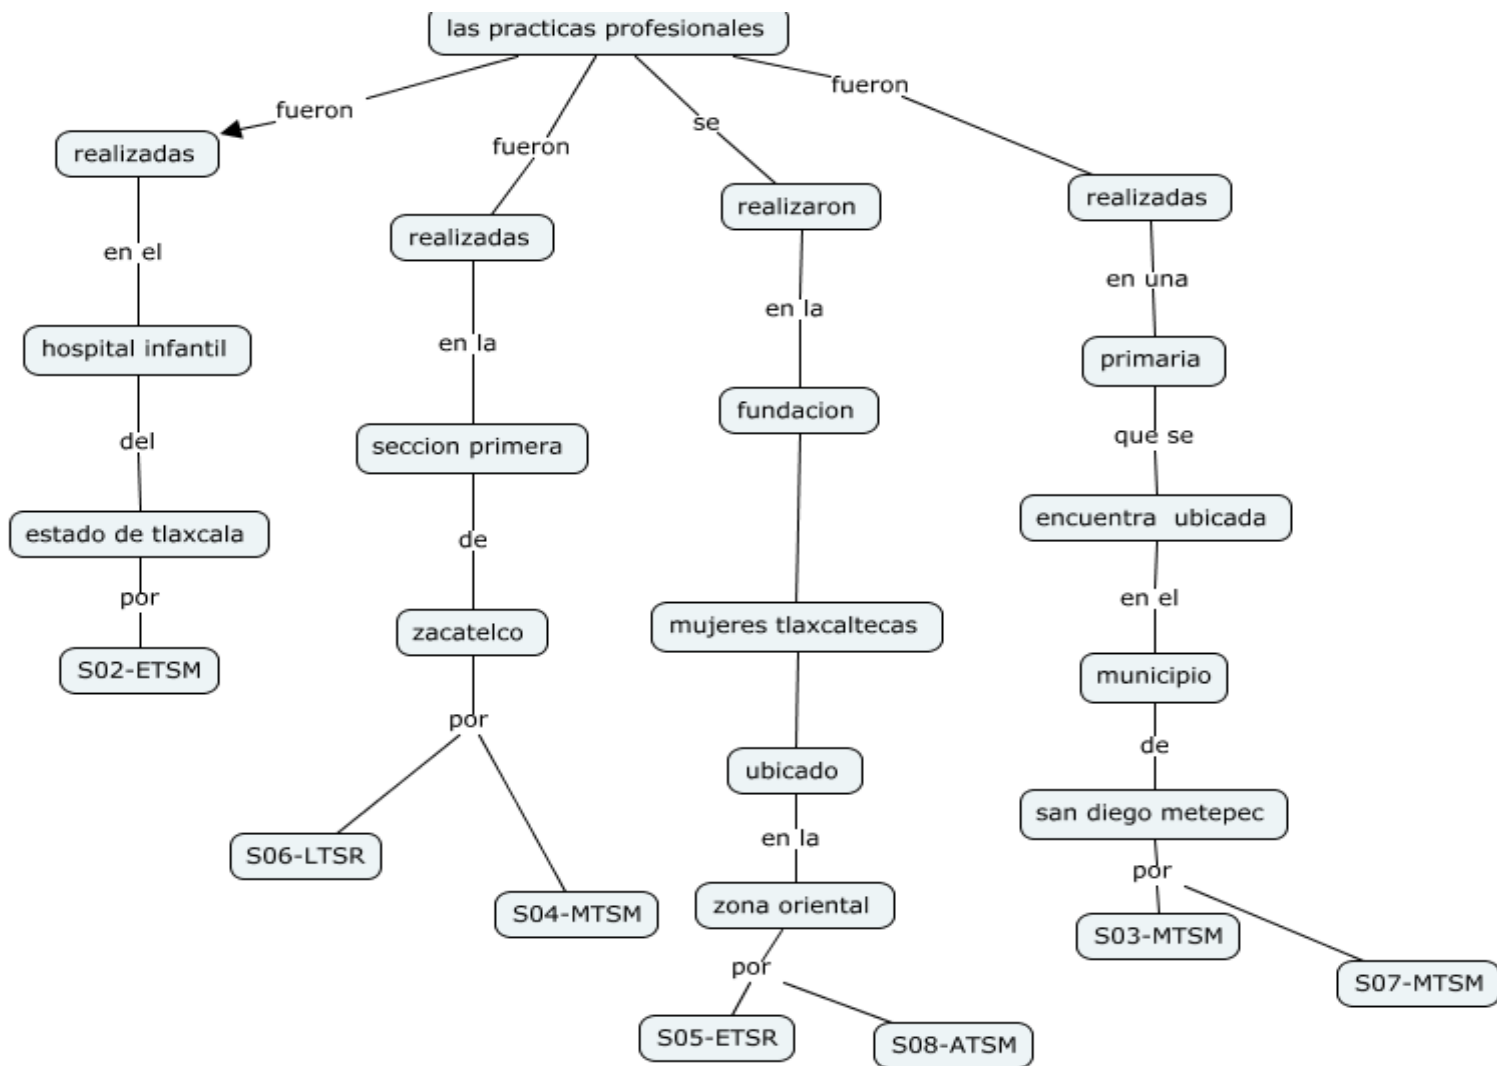 las practicas profesionales
fueron
realizadas
en el
hospital infantil
del
estado de tlaxcala
por
S02-ETSM
fueron
realizadas
en la
seccion primera
de
zacatelco
por
S06-LTSR
S04-MTSM
se
realizaron
en la
fundacion
mujeres tlaxcaltecas
ubicado
en la
zona oriental
por
S05-ETSR
S08-ATSM
fueron
realizadas
en una
primaria
que se
encuentra ubicada
en el
municipio
de
san diego metepec
por
S03-MTSM
S07-MTSM